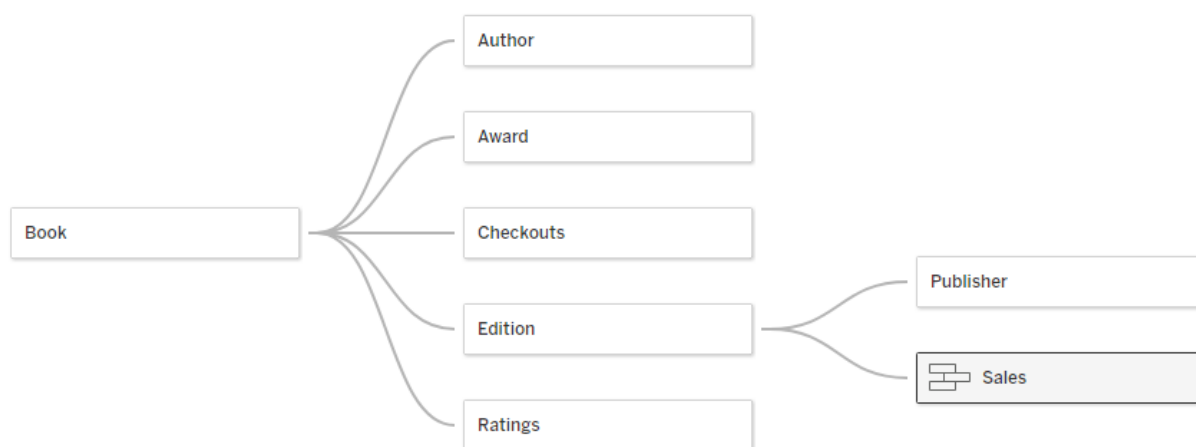 Author
Award
Book
Checkouts
Publisher
Edition
Sales
Ratings